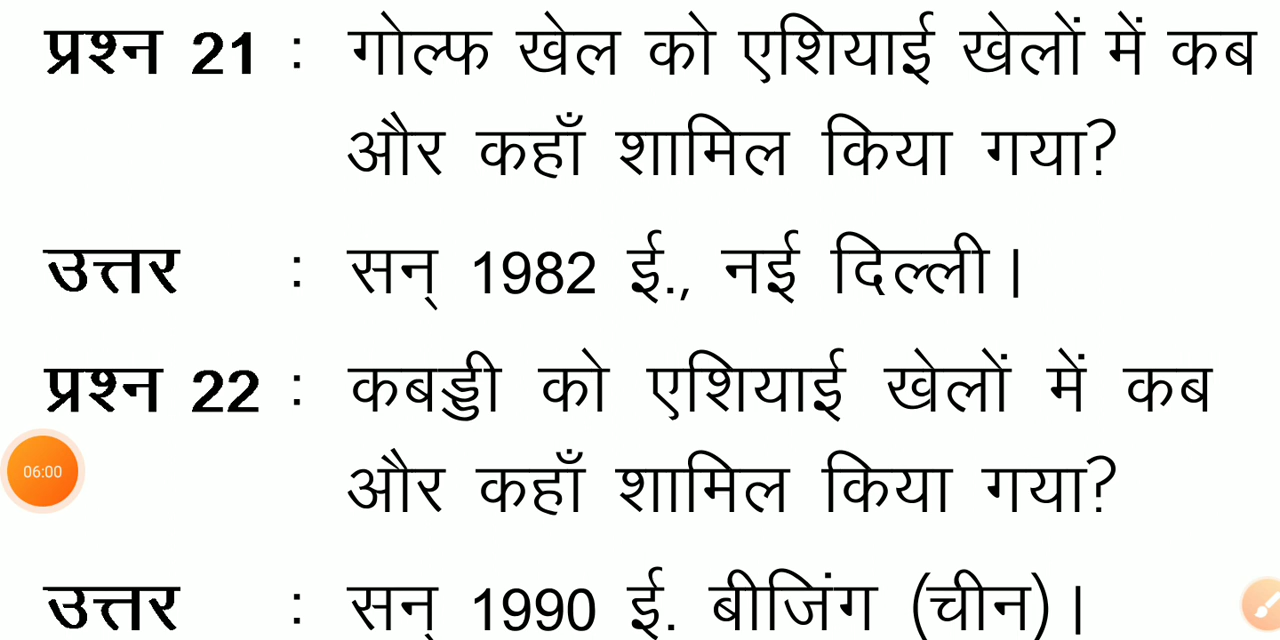 प्रश्न 21 : गोल्फ खेल को एशियाई खेलों में कब
और कहाँ शामिल किया गया?
उत्तर : सन् 1982 ई., नई दिल्ली।
प्रश्न 22 : कबड्डी को एशियाई खेलों में कब
06:00
और कहाँ शामिल किया गया?
उत्तर : सन् 1990 ई. बीजिंग (चीन)।